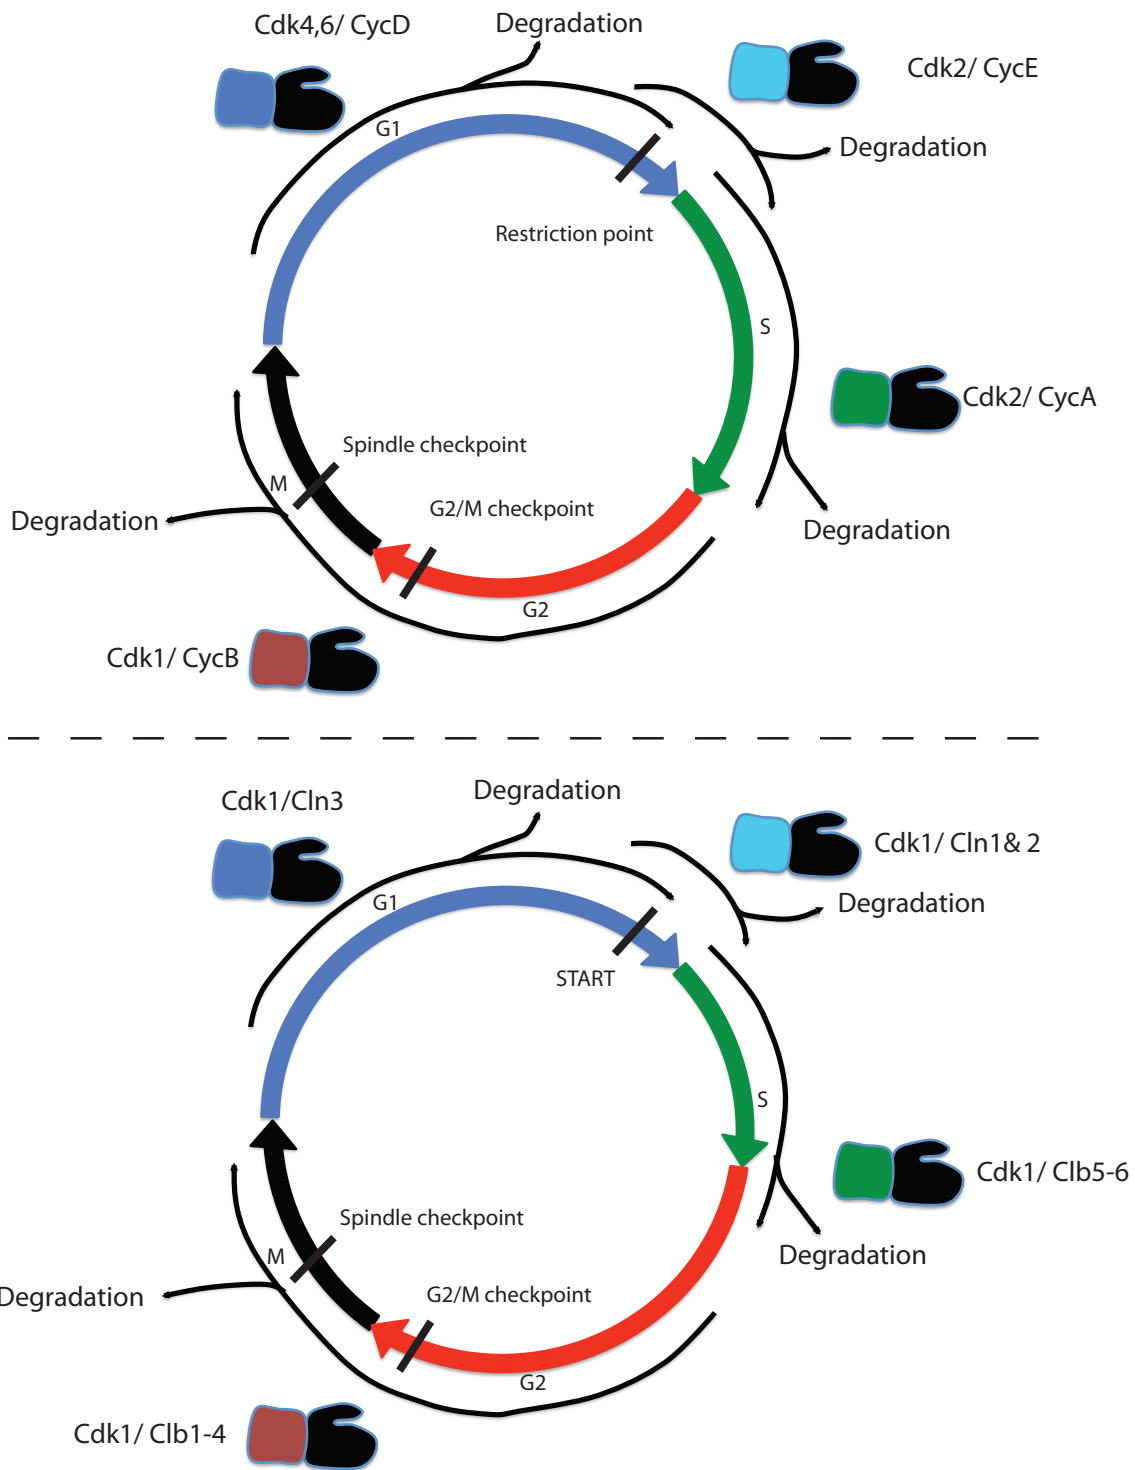 Cdk4,6/ CycD
Degradation
Cdk2/ CycE
G1
Degradation
Restriction point
S
Cdk2/ CycA
Spindle checkpoint
M
G2/M checkpoint
Degradation
Degradation
G2
Cdk1/ CycB
Cdk1/Cln3
Degradation
Cdk1/ Cln1& 2
G1
Degradation
START
S
Cdk1/ Clb5-6
Spindle checkpoint
M
Degradation
G2/M checkpoint
Degradation
G2
Cdk1/ Clb1-4